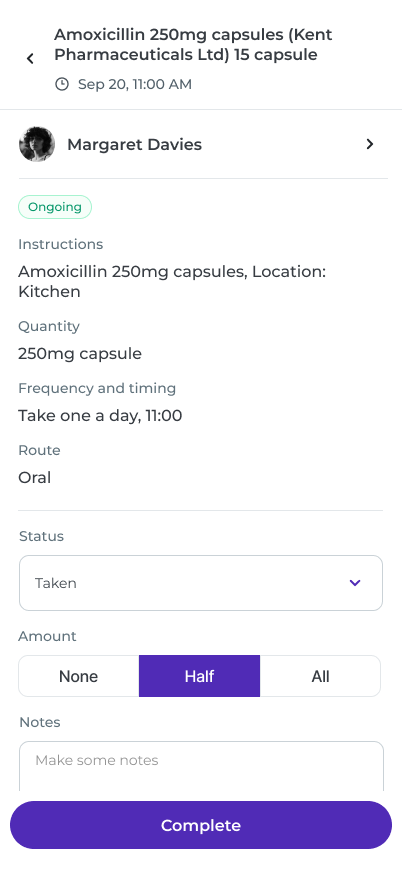 Amoxicillin 250mg capsules (Kent
Pharmaceuticals Ltd) 15 capsule
Sep 20, 11:00 AM
Margaret Davies
Ongoing
Instructions
Amoxicillin 250mg capsules, Location:
Kitchen
Quantity
250mg capsule
Frequency and timing
Take one a day, 11:00
Route
Oral
Status
Taken
Amount
None Half All
Notes
Make some notes
Complete